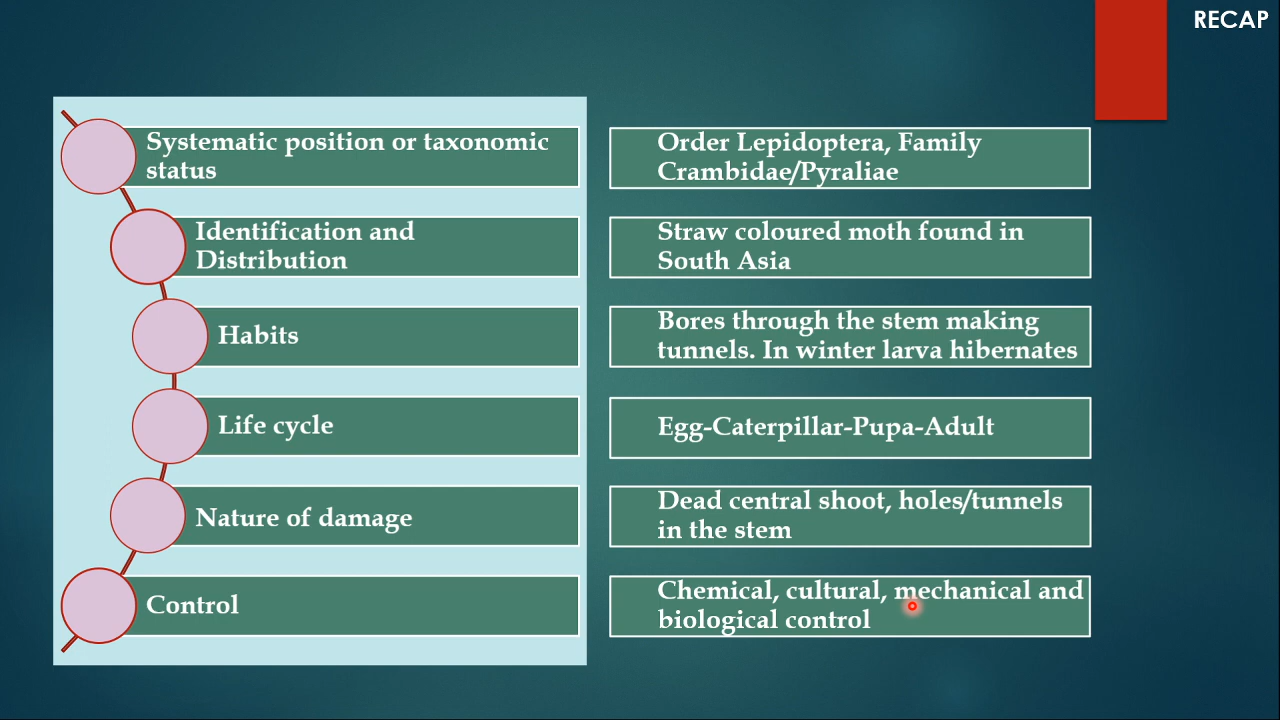 RECAP
Systematic position or taxonomic
status
Order Lepidoptera, Family
Crambidae/Pyraliae
Identification and
Distribution
Straw coloured moth found in
South Asia
Habits
Bores through the stem making
tunnels. In winter larva hibernates
Life cycle
Egg-Caterpillar-Pupa-Adult
Nature of damage
Dead central shoot, holes/tunnels
in the stem
Control
Chemical, cultural, mechanical and
biological control